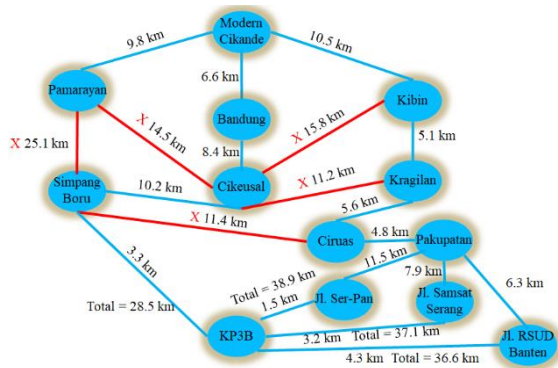 Modern
Cikande
9.8 km
10.5 km
6.6 km
Pamarayan
Kibin
Bandung
X 14.5 km
X 15.8 km
X 25.1 km
5.1 km
8.4 km
Simpang
Boru
10.2 km
Cikeusal
X 11.2 km
Kragilan
5.6 km
X 11.4 km
Ciruas
4.8 km
Pakupatan
3.3 km
11.5 km
7.9 km
6.3 km
Total = 38.9 km
Total = 28.5 km
1.5 km
Jl. Ser-Pan
Jl. Samsat
Serang
KP3B
3.2 km
Total = 37.1 km
Jl. RSUD
Banten
4.3 km
Total = 36.6 km